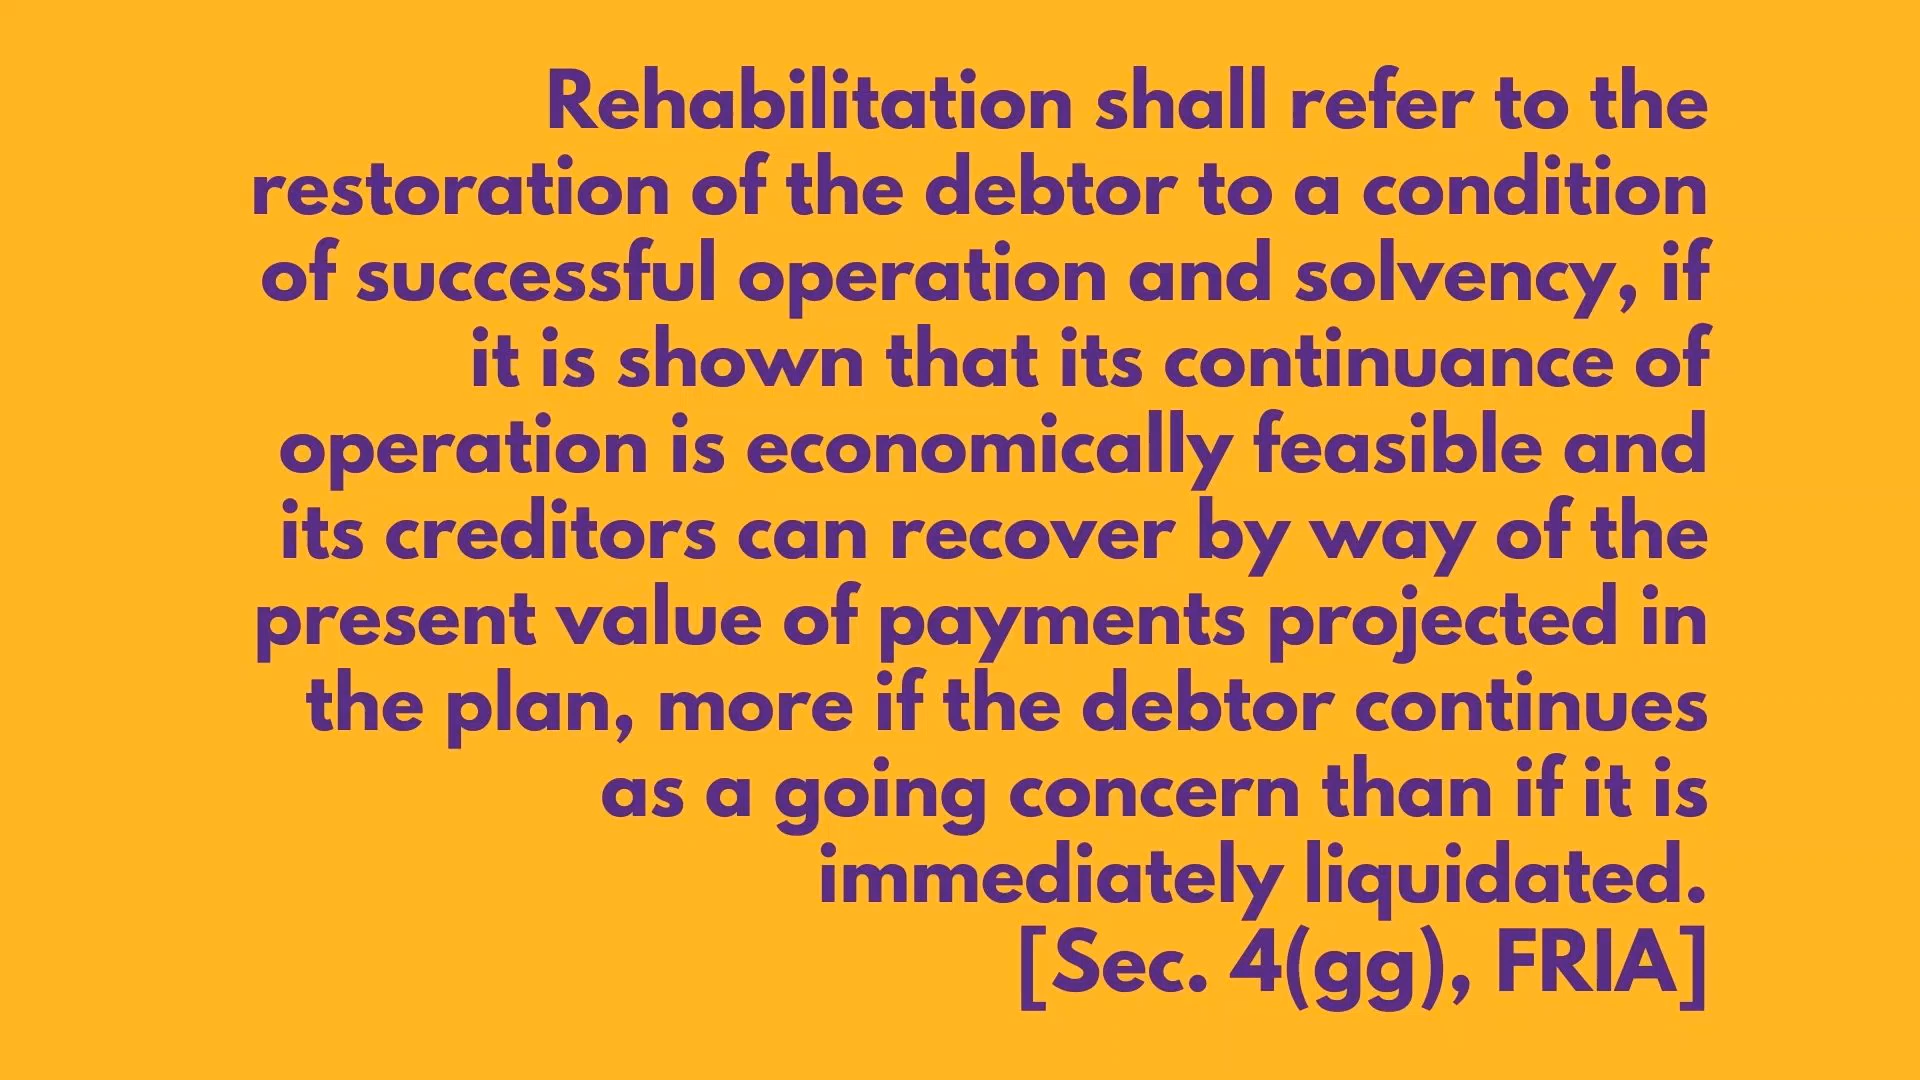 Rehabilitation shall refer to the
restoration of the debtor to a condition
of successful operation and solvency, if
it is shown that its continuance of
operation is economically feasible and
its creditors can recover by way of the
present value of payments projected in
the plan, more if the debtor continues
as a going concern than if it is
immediately liquidated.
[Sec. 4(gg), FRIA]